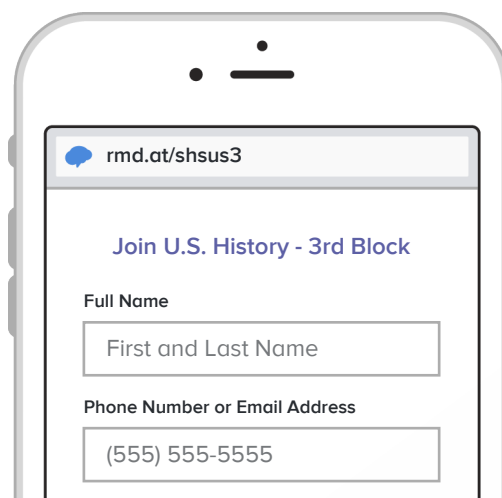 rmd.at/shsus3
Join U.S. History - 3rd Block
Full Name
First and Last Name
Phone Number or Email Address
(555) 555-5555